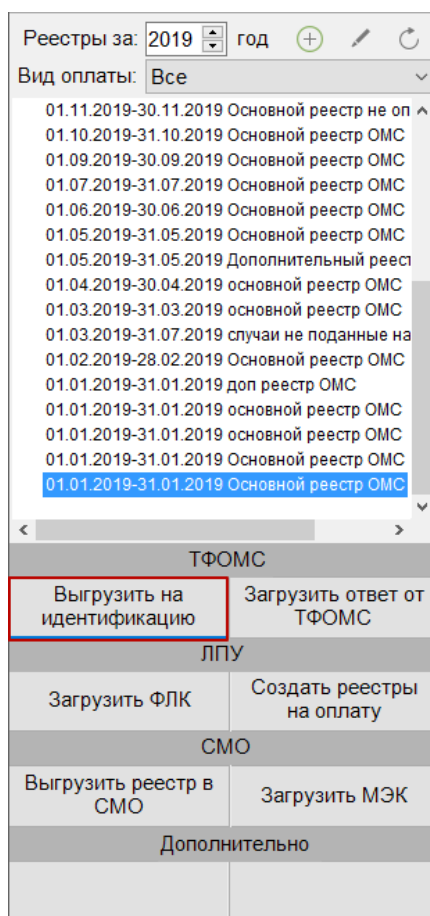 Реестры за: 2019 год
Вид оплаты: Все
01.11.2019-30.11.2019 Основной реестр не оп
01.10.2019-31.10.2019 Основной реестр ОМС
01.09.2019-30.09.2019 Основной реестр ОМС
01.07.2019-31.07.2019 Основной реестр ОМС
01.06.2019-30.06.2019 Основной реестр ОМС
01.05.2019-31.05.2019 Основной реестр ОМС
01.05.2019-31.05.2019 Дополнительный реест
01.04.2019-30.04.2019 основной реестр ОМС
01.03.2019-31.03.2019 основной реестр ОМС
01.03.2019-31.07.2019 случаи не поданные на
01.02.2019-28.02.2019 Основной реестр ОМС
01.01.2019-31.01.2019 доп реестр ОМС
01.01.2019-31.01.2019 основной реестр ОМС
01.01.2019-31.01.2019 основной реестр ОМС
01.01.2019-31.01.2019 Основной реестр ОМС
01.01.2019-31.01.2019 Основной реестр ОМС
ТФОМС
Выгрузить на
идентификацию
Загрузить ответ от
ТФОМС
ЛПУ
Загрузить ФЛК
Создать реестры
на оплату
СМО
Выгрузить реестр в
СМО
Загрузить МЭК
Дополнительно